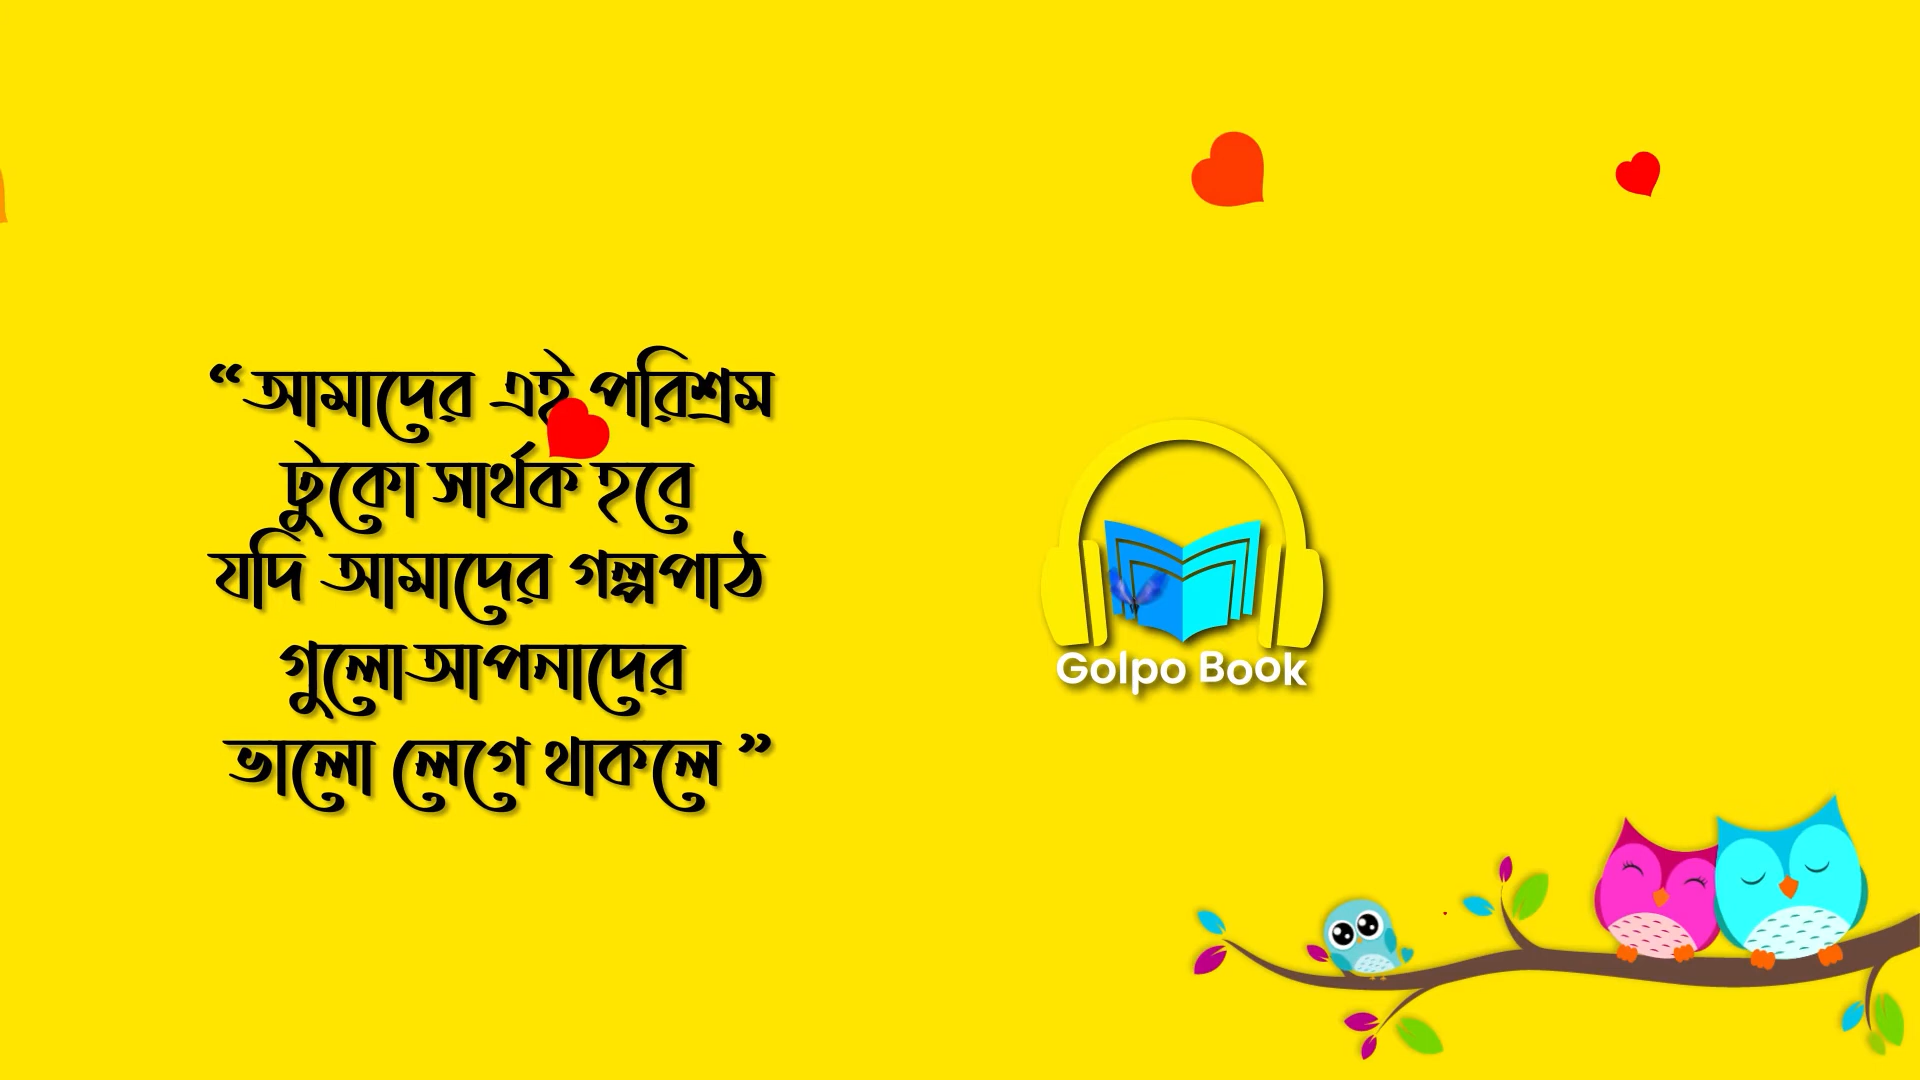 “আমাদের এই পরিশ্রম
টুকো সার্থক হবে
যদি আমাদের গল্পপাঠ
গুলো আপনাদের
ভালো লেগে থাকলে”
Golpo Book